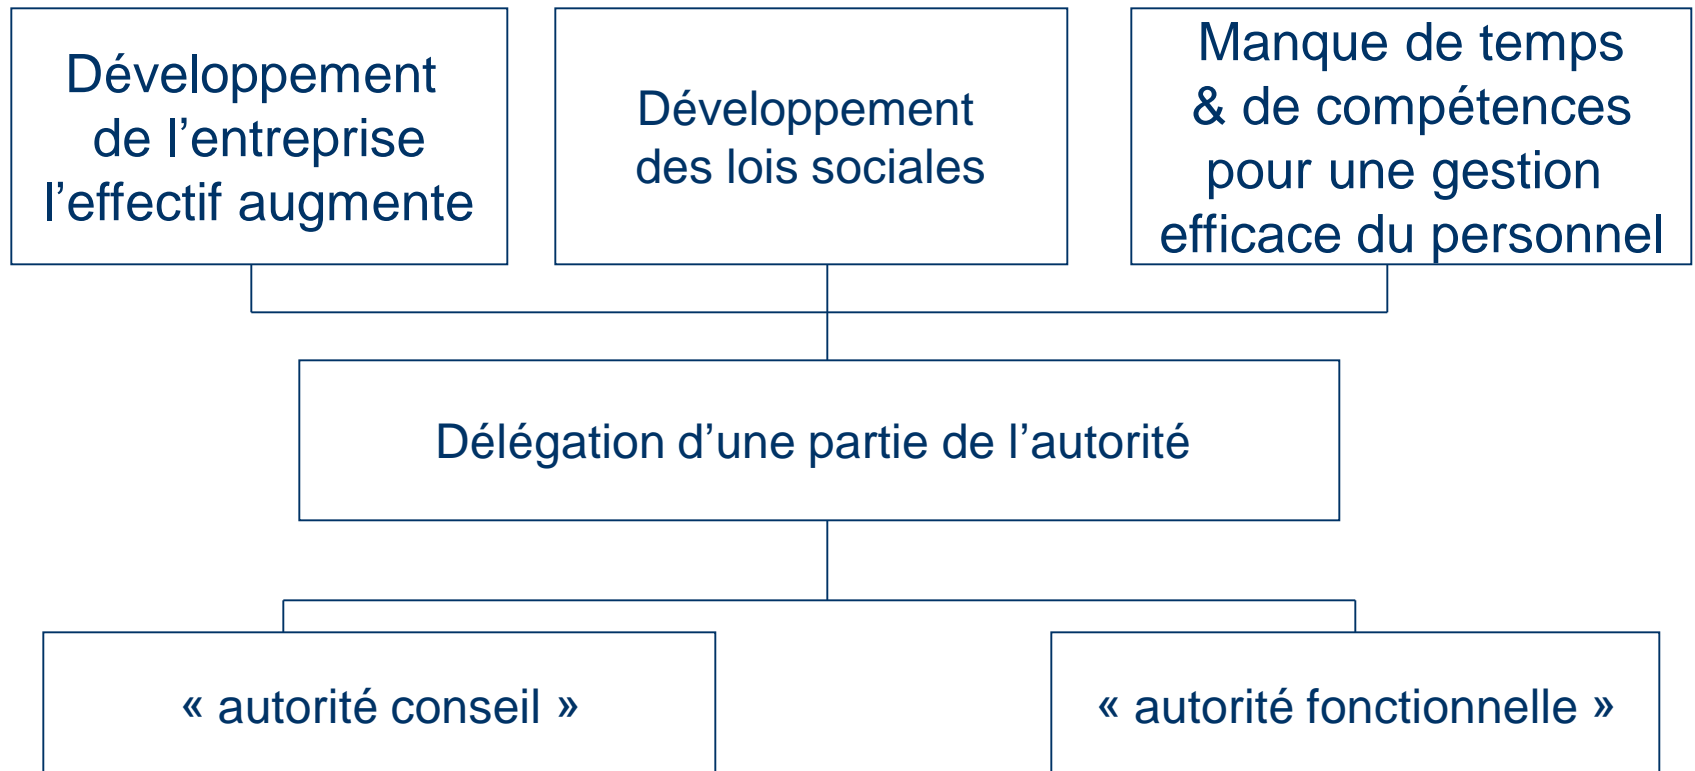 Développement
de l’entreprise
l’effectif augmente
Développement
des lois sociales
Manque de temps
& de compétences
pour une gestion
efficace du personnel
Délégation d’une partie de l’autorité
« autorité conseil »
« autorité fonctionnelle »